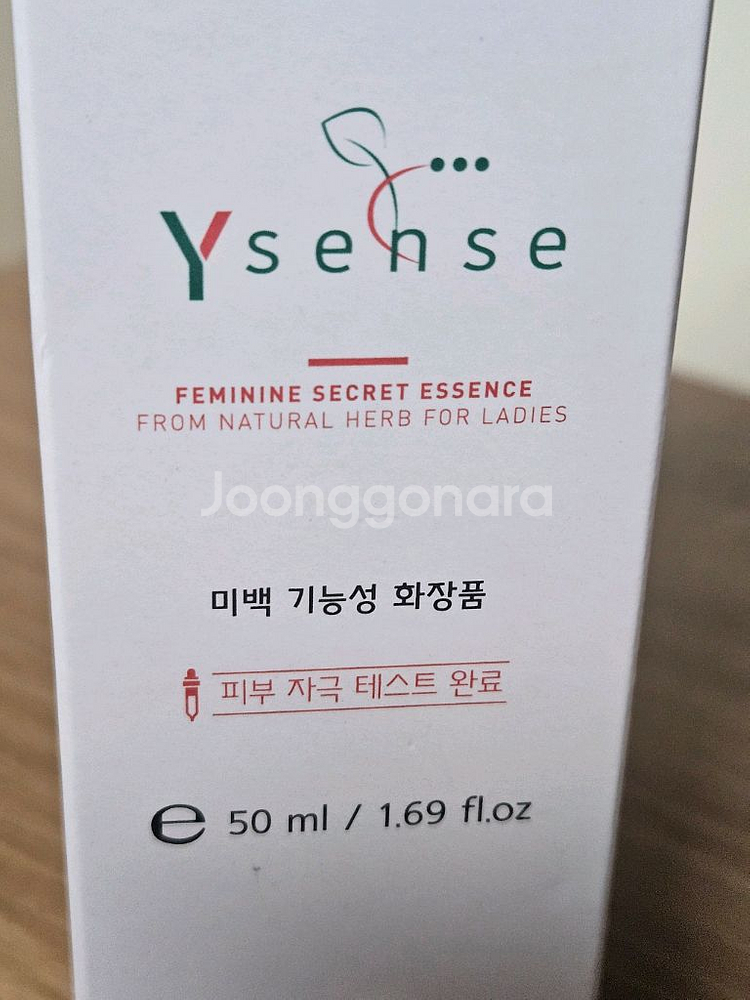 Ysense
FEMININE SECRET ESSENCE
FROM NATURAL HERB FOR LADIES
Joonggonara
미백 기능성 화장품
피부 자극 테스트 완료
℮ 50 ml / 1.69 fl.oz